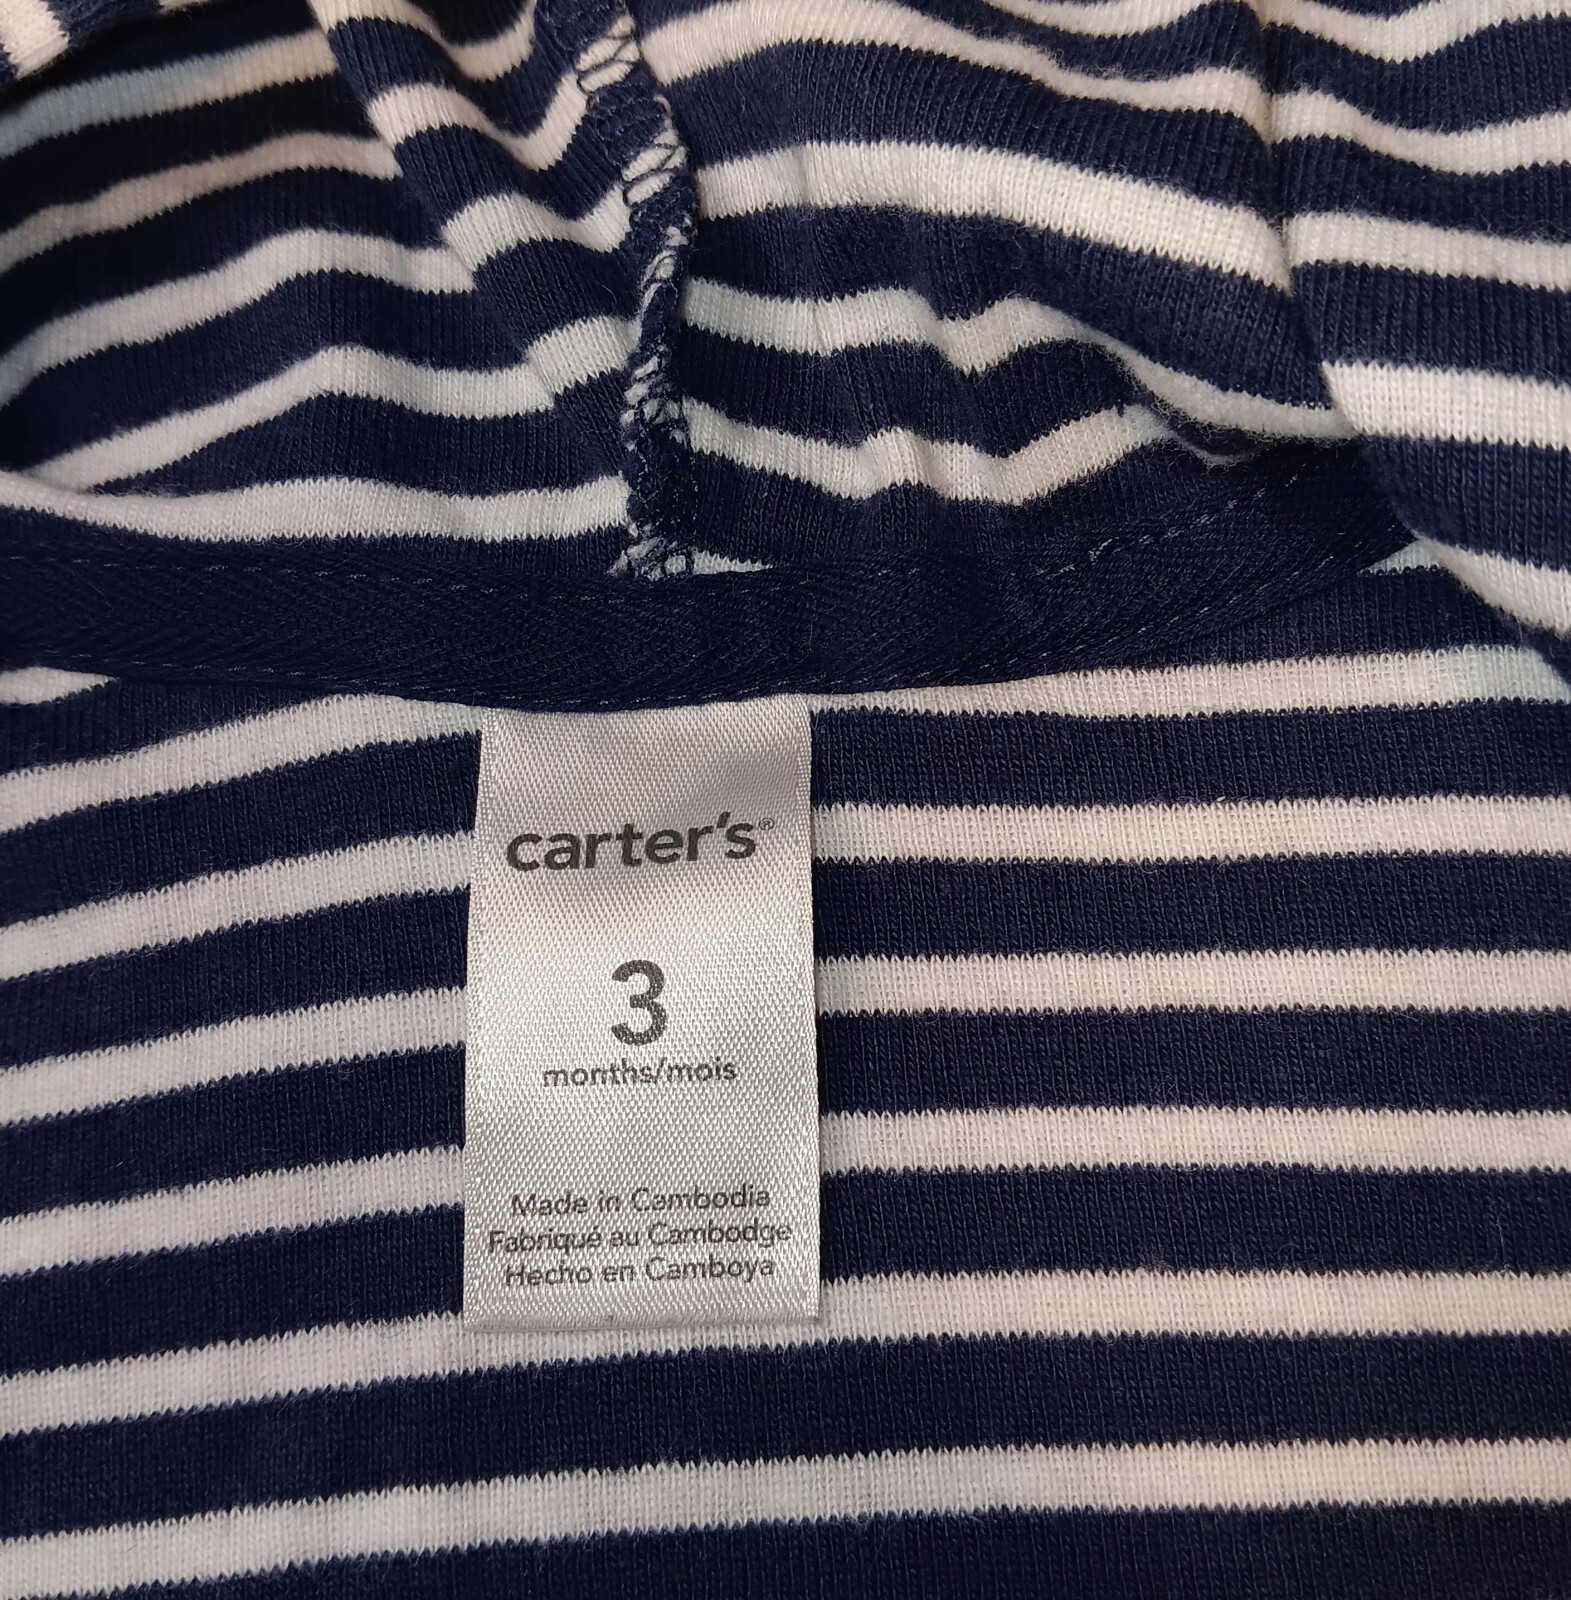 carter's®
3
months/mois
Made in Cambodia
Fabriqué au Cambodge
Hecho en Camboya